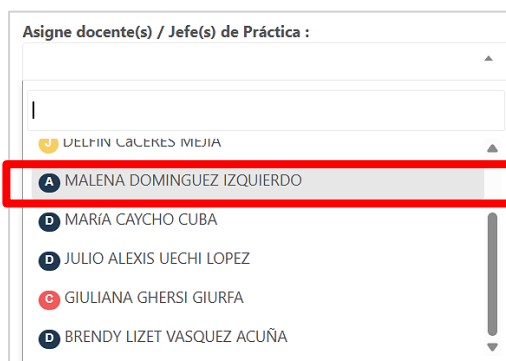 Asigne docente(s) / Jefe(s) de Práctica :
J DELFIN CáCERES MEJIA
A MALENA DOMINGUEZ IZQUIERDO
D MARíA CAYCHO CUBA
D JULIO ALEXIS UECHI LOPEZ
C GIULIANA GHERSI GIURFA
D BRENDY LIZET VASQUEZ ACUÑA